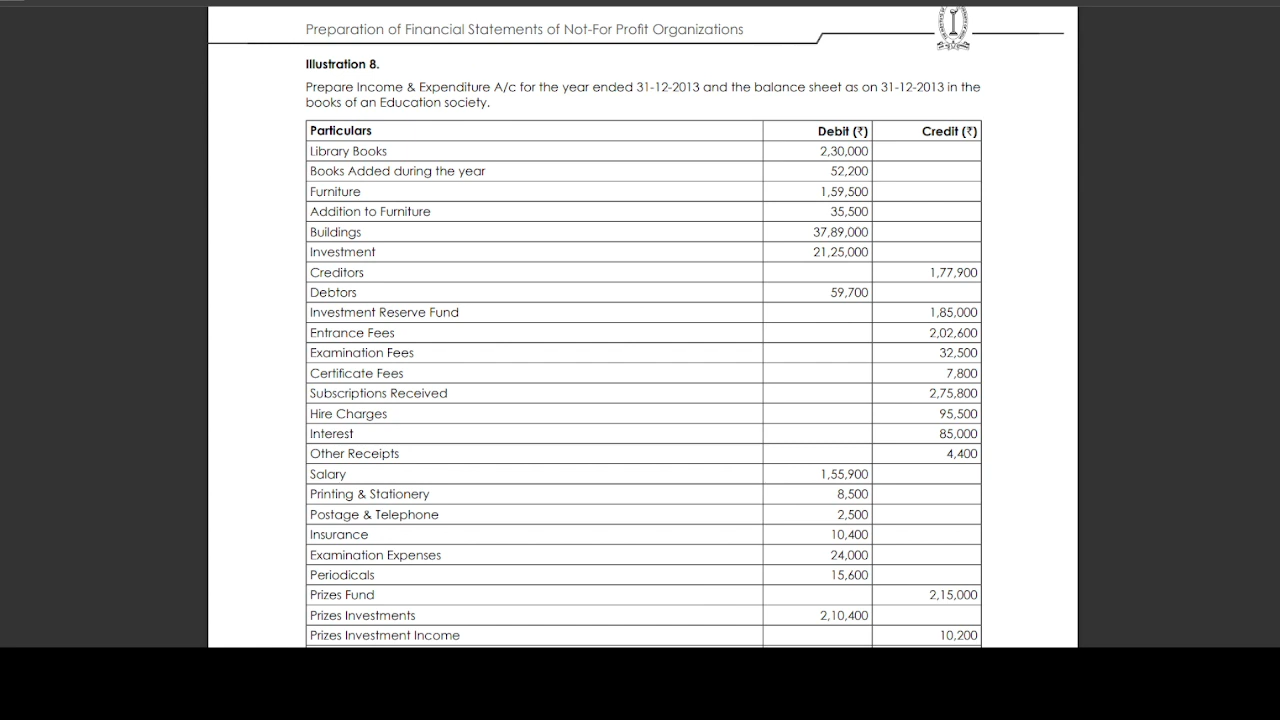 Preparation of Financial Statements of Not-For Profit Organizations
Illustration 8.
Prepare Income & Expenditure A/c for the year ended 31-12-2013 and the balance sheet as on 31-12-2013 in the
books of an Education society.
Particulars Debit (₹) Credit (₹)
Library Books 2,30,000
Books Added during the year 52,200
Furniture 1,59,500
Addition to Furniture 35,500
Buildings 37,89,000
Investment 21,25,000
Creditors 1,77,900
Debtors 59,700
Investment Reserve Fund 1,85,000
Entrance Fees 2,02,600
Examination Fees 32,500
Certificate Fees 7,800
Subscriptions Received 2,75,800
Hire Charges 95,500
Interest 85,000
Other Receipts 4,400
Salary 1,55,900
Printing & Stationery 8,500
Postage & Telephone 2,500
Insurance 10,400
Examination Expenses 24,000
Periodicals 15,600
Prizes Fund 2,15,000
Prizes Investments 2,10,400
Prizes Investment Income 10,200